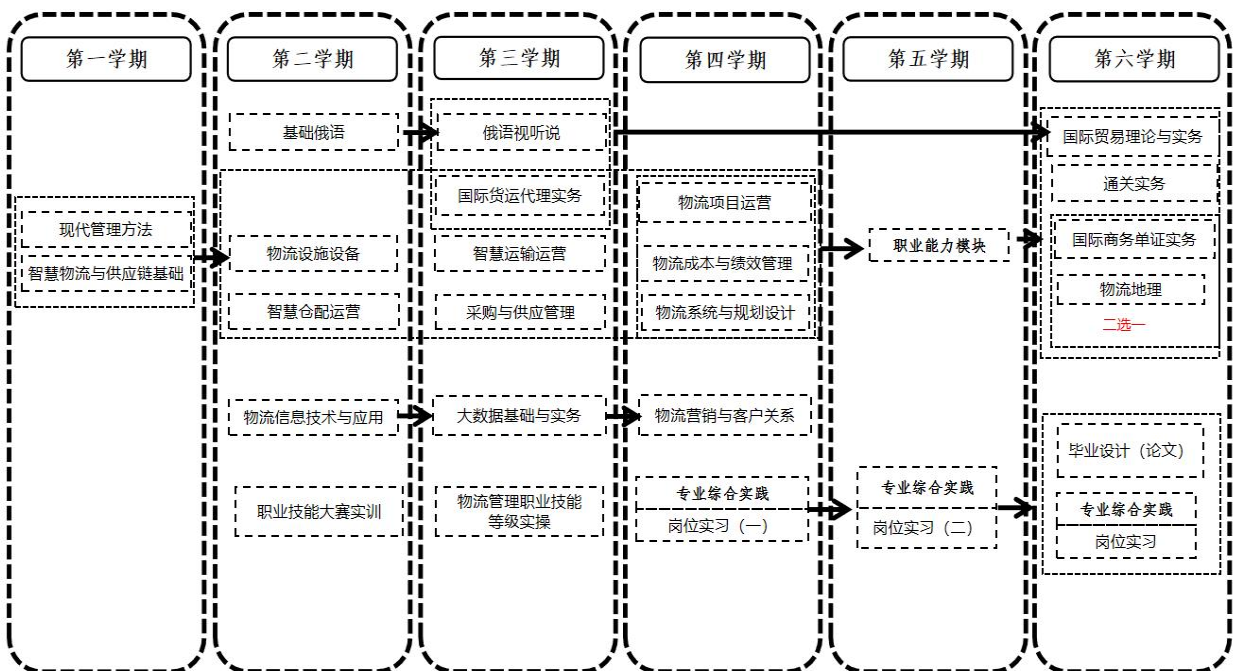 第一学期
现代管理方法
智慧物流与供应链基础
第二学期
基础俄语
物流设施设备
智慧仓配运营
物流信息技术与应用
职业技能大赛实训
第三学期
俄语视听说
国际货运代理实务
智慧运输运营
采购与供应管理
大数据基础与实务
物流管理职业技能
等级实操
第四学期
物流项目运营
物流成本与绩效管理
物流系统与规划设计
物流营销与客户关系
专业综合实践
岗位实习（一）
第五学期
职业能力模块
专业综合实践
岗位实习（二）
第六学期
国际贸易理论与实务
通关实务
国际商务单证实务
物流地理
二选一
毕业设计（论文）
专业综合实践
岗位实习